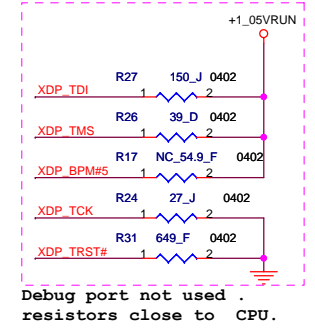 +1_05VRUN
R27 150_J 0402
XDP_TDI 1 2
R26 39_D 0402
XDP_TMS 1 2
R17 NC_54.9_F 0402
XDP_BPM#5 1 2
R24 27_J 0402
XDP_TCK 1 2
R31 649_F 0402
XDP_TRST# 1 2
Debug port not used .
resistors close to CPU.